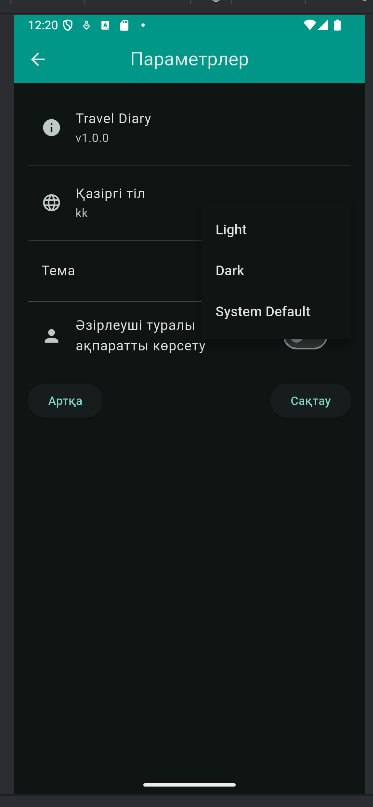 12:20
Параметрлер
Travel Diary
v1.0.0
Қазіргі тіл
kk
Light
Dark
Тема
System Default
Әзірлеуші туралы
ақпаратты көрсету
Артқа
Сақтау